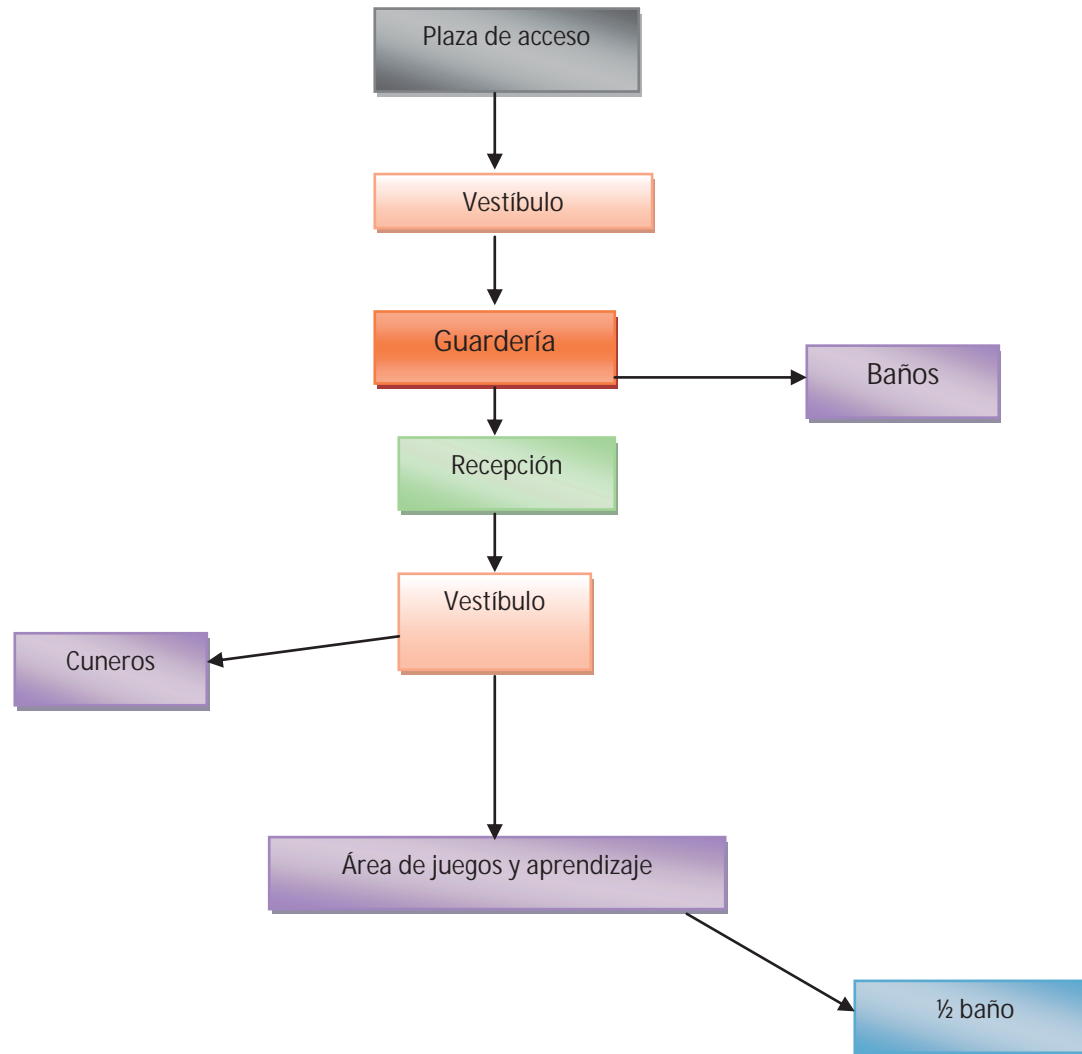 Plaza de acceso
Vestíbulo
Guardería
Baños
Recepción
Vestíbulo
Cuneros
Área de juegos y aprendizaje
½ baño